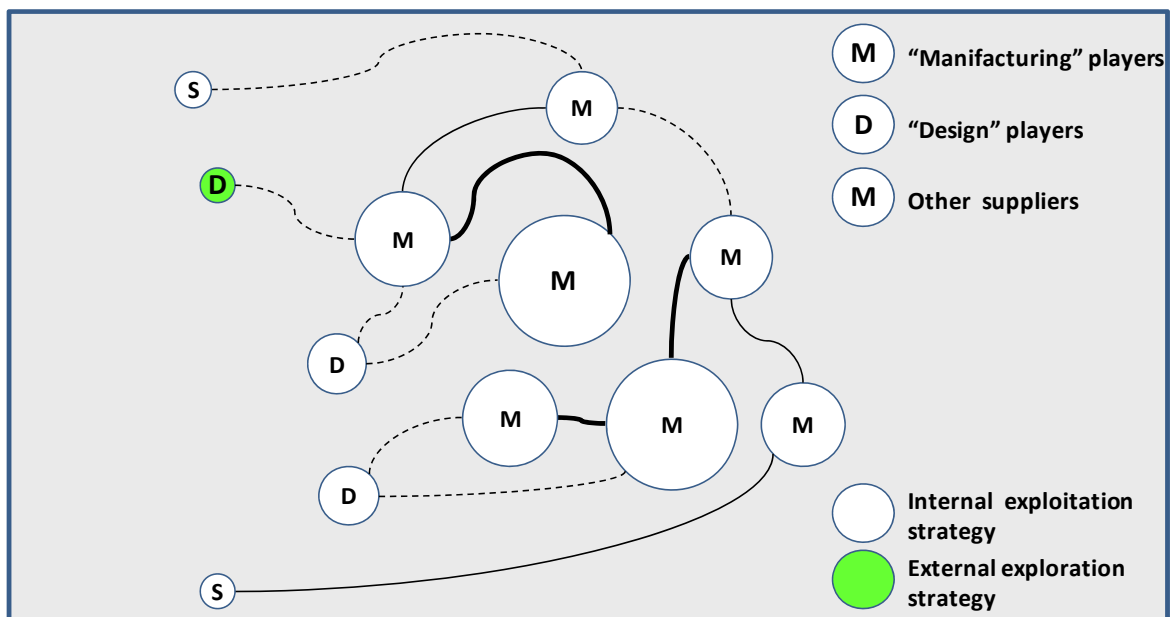 S
M
M "Manifacturing" players
D "Design" players
D
M Other suppliers
M
M
M
D
M
M
M
D
Internal exploitation
strategy
S
External exploration
strategy